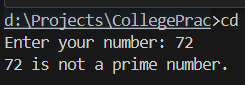 d:\Projects\CollegePrac>cd
Enter your number: 72
72 is not a prime number.